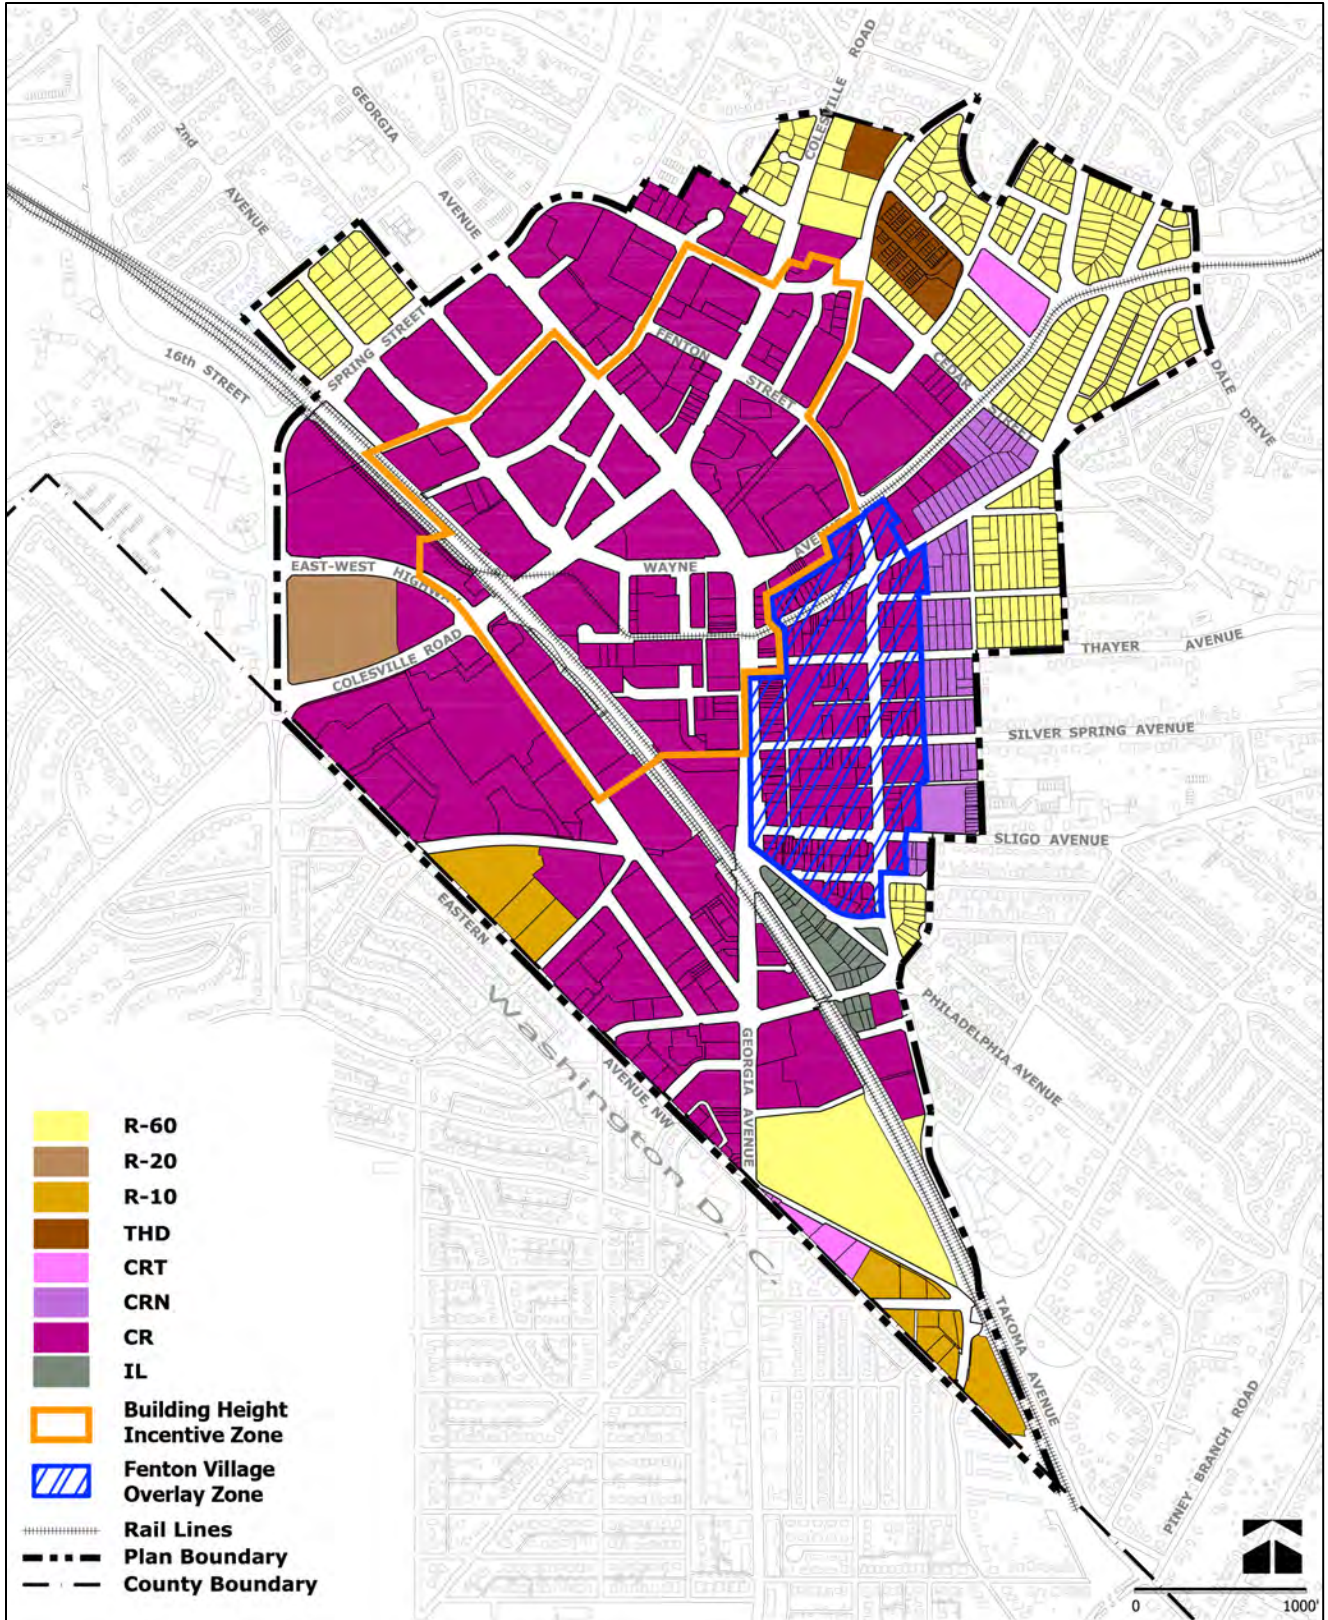 COLESVILLE ROAD
GEORGIA AVENUE
2nd AVENUE
SPRING STREET
16th STREET
FENTON STREET
CEDAR STREET
DALE DRIVE
EAST-WEST HIGHWAY
WAYNE AVENUE
COLESVILLE ROAD
THAYER AVENUE
SILVER SPRING AVENUE
SLIGO AVENUE
EASTERN AVENUE, NW
PHILADELPHIA AVENUE
GEORGIA AVENUE
Washington D. C.
TAKOMA AVENUE
PINEY BRANCH ROAD
R-60
R-20
R-10
THD
CRT
CRN
CR
IL
Building Height
Incentive Zone
Fenton Village
Overlay Zone
Rail Lines
Plan Boundary
County Boundary
0 1000'